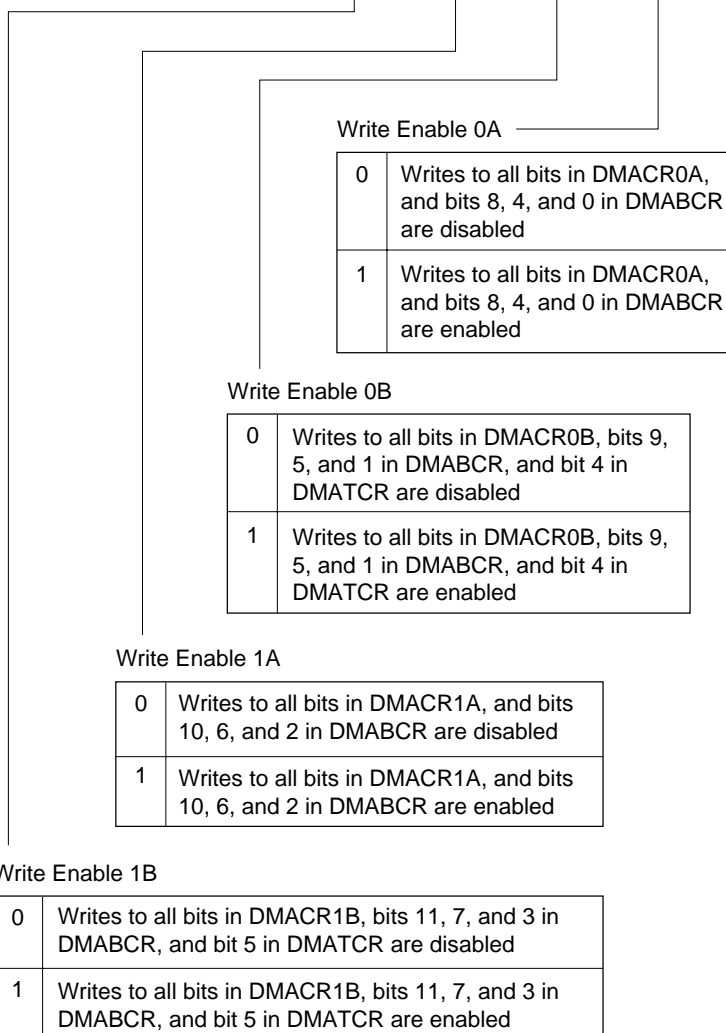 Write Enable 0A
0 Writes to all bits in DMACR0A,
and bits 8, 4, and 0 in DMABCR
are disabled
1 Writes to all bits in DMACR0A,
and bits 8, 4, and 0 in DMABCR
are enabled
Write Enable 0B
0 Writes to all bits in DMACR0B, bits 9,
5, and 1 in DMABCR, and bit 4 in
DMATCR are disabled
1 Writes to all bits in DMACR0B, bits 9,
5, and 1 in DMABCR, and bit 4 in
DMATCR are enabled
Write Enable 1A
0 Writes to all bits in DMACR1A, and bits
10, 6, and 2 in DMABCR are disabled
1 Writes to all bits in DMACR1A, and bits
10, 6, and 2 in DMABCR are enabled
Write Enable 1B
0 Writes to all bits in DMACR1B, bits 11, 7, and 3 in
DMABCR, and bit 5 in DMATCR are disabled
1 Writes to all bits in DMACR1B, bits 11, 7, and 3 in
DMABCR, and bit 5 in DMATCR are enabled